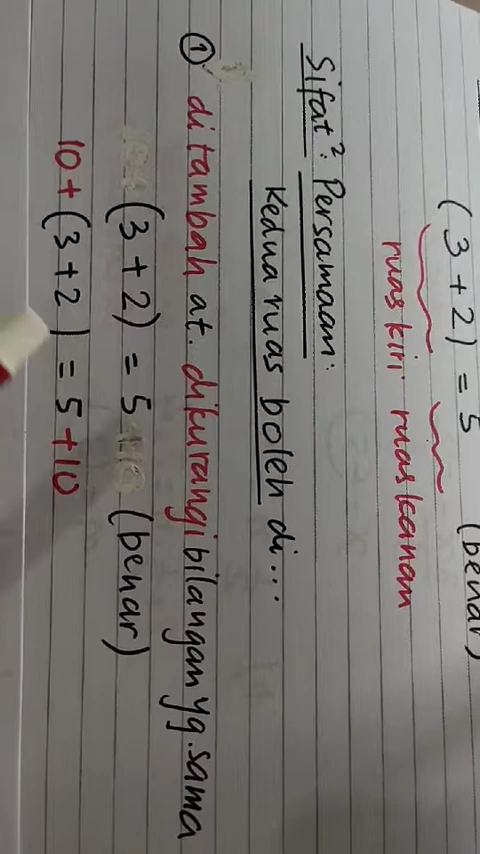 (3+2) = 5 (benar)
ruas kiri ruas kanan
Sifat²: Persamaan:
Kedua ruas boleh di...
① ditambah at. dikurangi bilangan yg. sama
(3+2) = 5 (benar)
10+(3+2) = 5+10